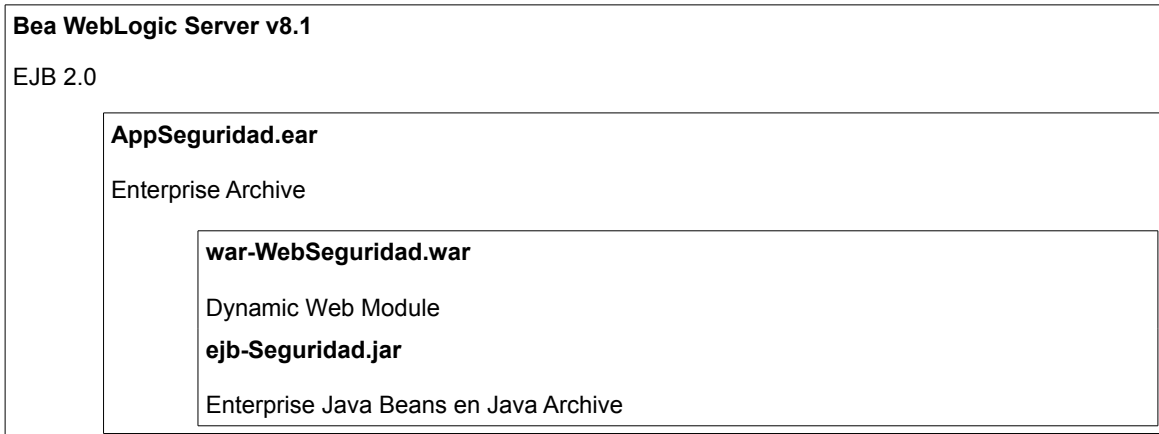 Bea WebLogic Server v8.1
EJB 2.0
AppSeguridad.ear
Enterprise Archive
war-WebSeguridad.war
Dynamic Web Module
ejb-Seguridad.jar
Enterprise Java Beans en Java Archive